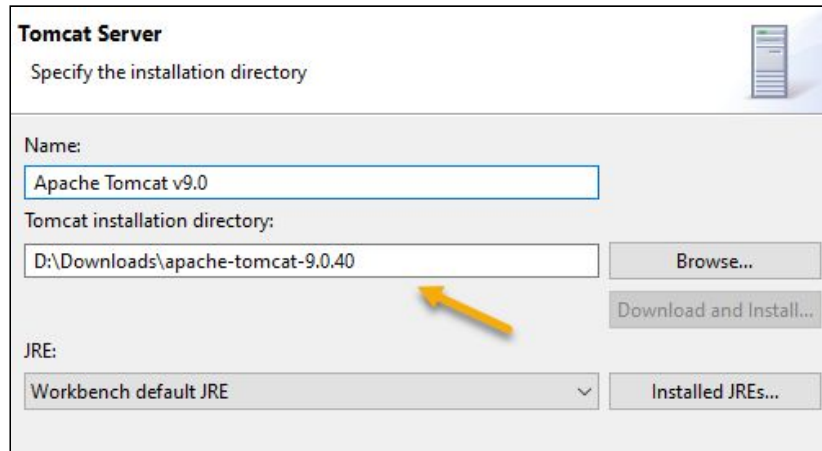 Tomcat Server
Specify the installation directory
Name:
Apache Tomcat v9.0
Tomcat installation directory:
D:\Downloads\apache-tomcat-9.0.40
Browse...
Download and Install...
JRE:
Workbench default JRE
Installed JREs...